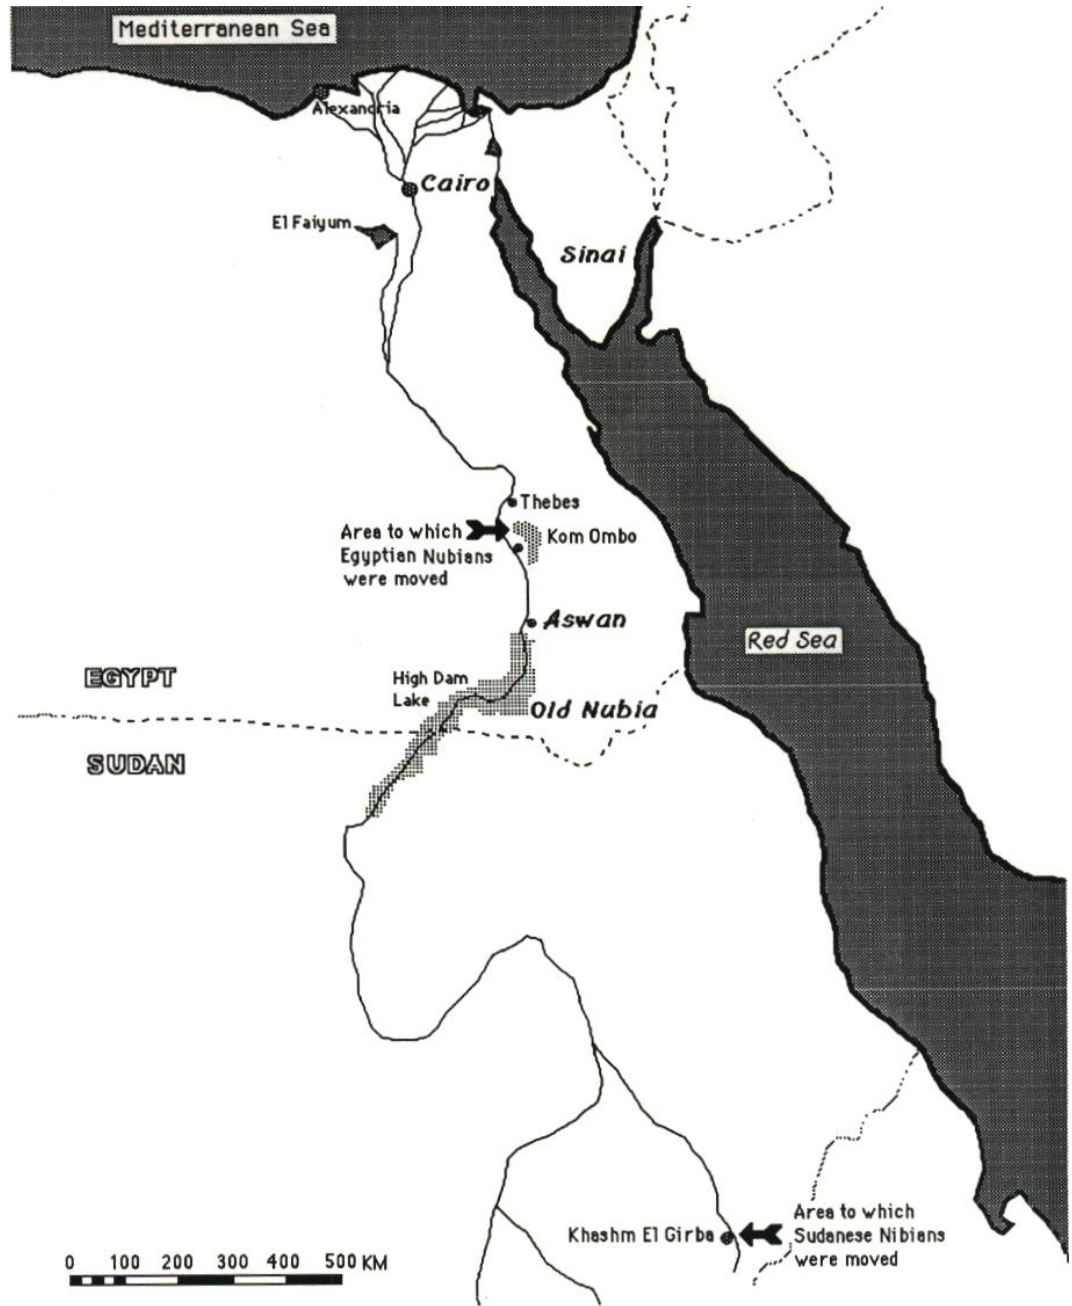 Mediterranean Sea
Alexandria
Cairo
El Faiyum
Sinai
Thebes
Area to which
Egyptian Nubians
were moved
Kom Ombo
Aswan
Red Sea
EGYPT
High Dam
Lake
Old Nubia
SUDAN
Khashm El Girba
Area to which
Sudanese Nibians
were moved
0 100 200 300 400 500 KM